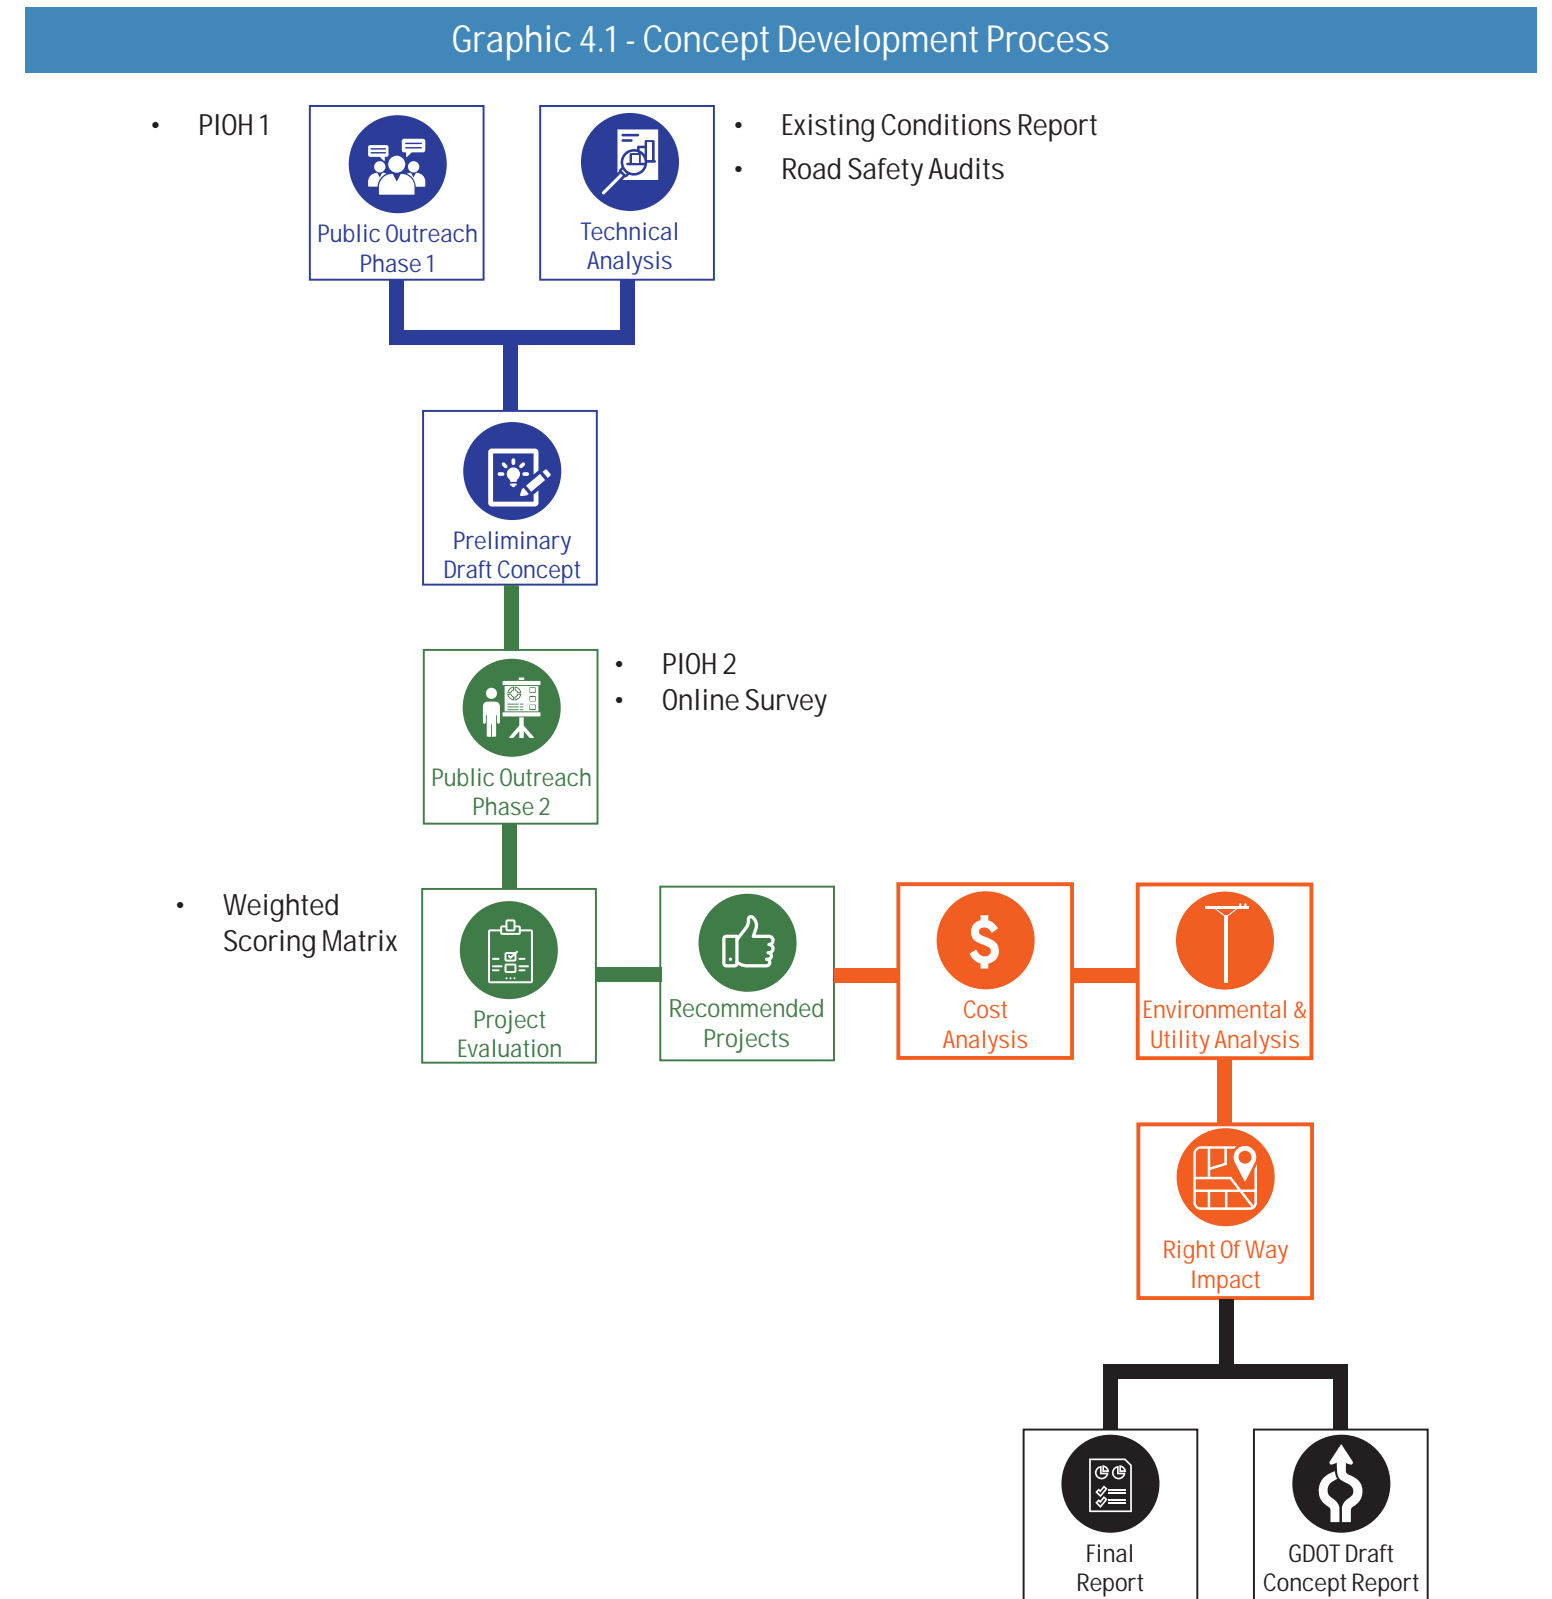 Graphic 4.1 - Concept Development Process
• PIOH 1
Public Outreach
Phase 1
Technical
Analysis
• Existing Conditions Report
• Road Safety Audits
Preliminary
Draft Concept
Public Outreach
Phase 2
• PIOH 2
• Online Survey
• Weighted
Scoring Matrix
Project
Evaluation
Recommended
Projects
$
Cost
Analysis
Environmental &
Utility Analysis
Right Of Way
Impact
Final
Report
GDOT Draft
Concept Report